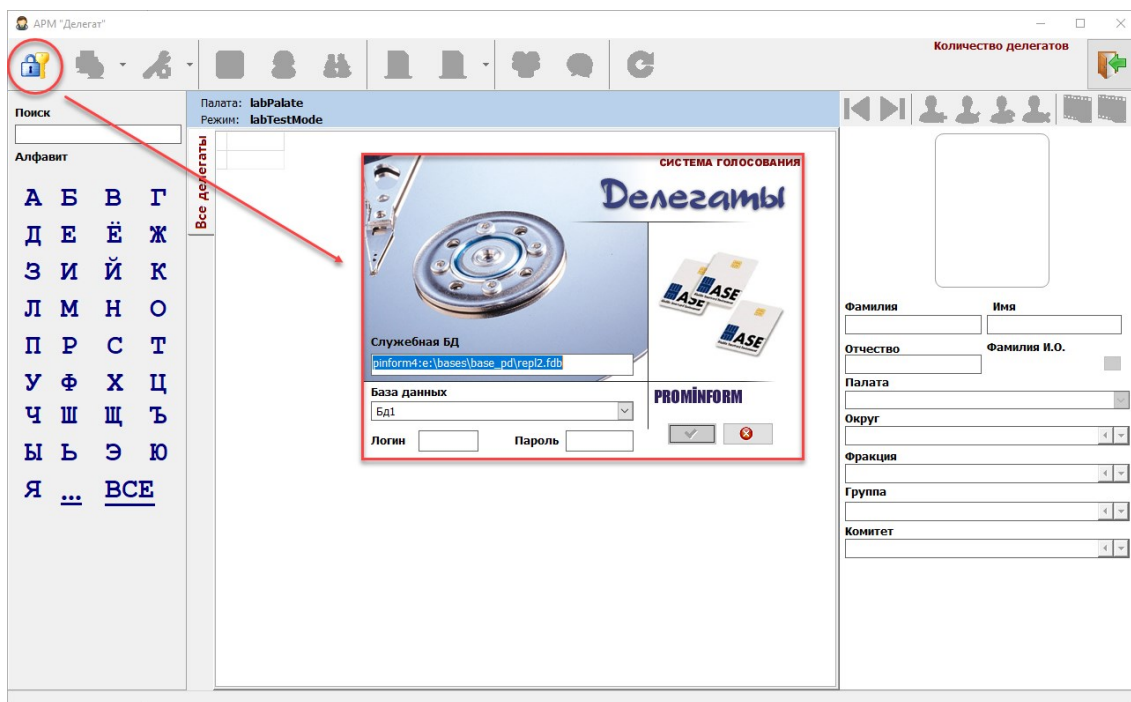 АРМ "Делегат"
Количество делегатов
Поиск
Алфавит
А Б В Г
Д Е Ё Ж
З И Й К
Л М Н О
П Р С Т
У Ф Х Ц
Ч Ш Щ Ъ
Ы Ь Э Ю
Я ... ВСЕ
Палата: labPalate
Режим: labTestMode
Все делегаты
СИСТЕМА ГОЛОСОВАНИЯ
Делегаты
ASE
ASE
ASE
Служебная БД
pinform4:e:\bases\base_pd\repl2.fdb
База данных
Бд1
Логин Пароль
PROMINFORM
Фамилия Имя
Отчество Фамилия И.О.
Палата
Округ
Фракция
Группа
Комитет